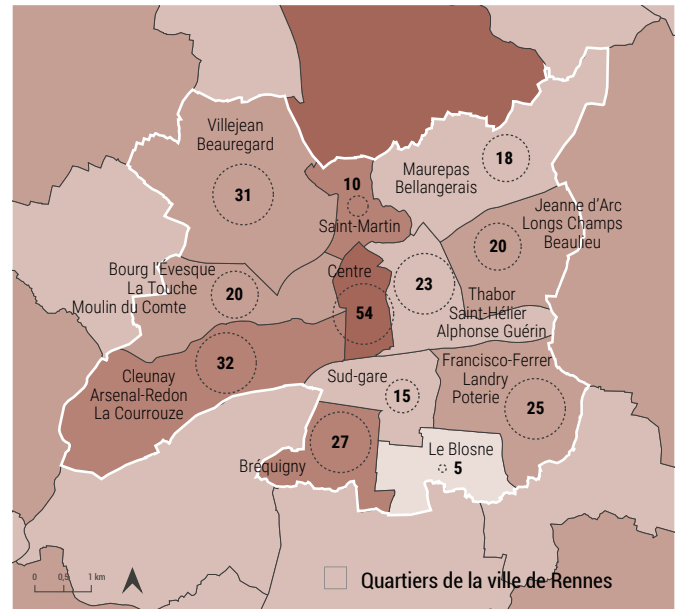 Villejean
Beauregard
31
10
Saint-Martin
Maurepas
Bellangerais
18
Jeanne d'Arc
Longs Champs
Beaulieu
20
Bourg l'Évesque
La Touche
Moulin du Comte
20
Centre
54
23
Thabor
Saint-Hélier
Alphonse Guérin
Cleunay
Arsenal-Redon
La Courrouze
32
Sud-gare
15
Francisco-Ferrer
Landry
Poterie
25
Bréquigny
27
Le Blosne
5
0 0,5 1 km
Quartiers de la ville de Rennes